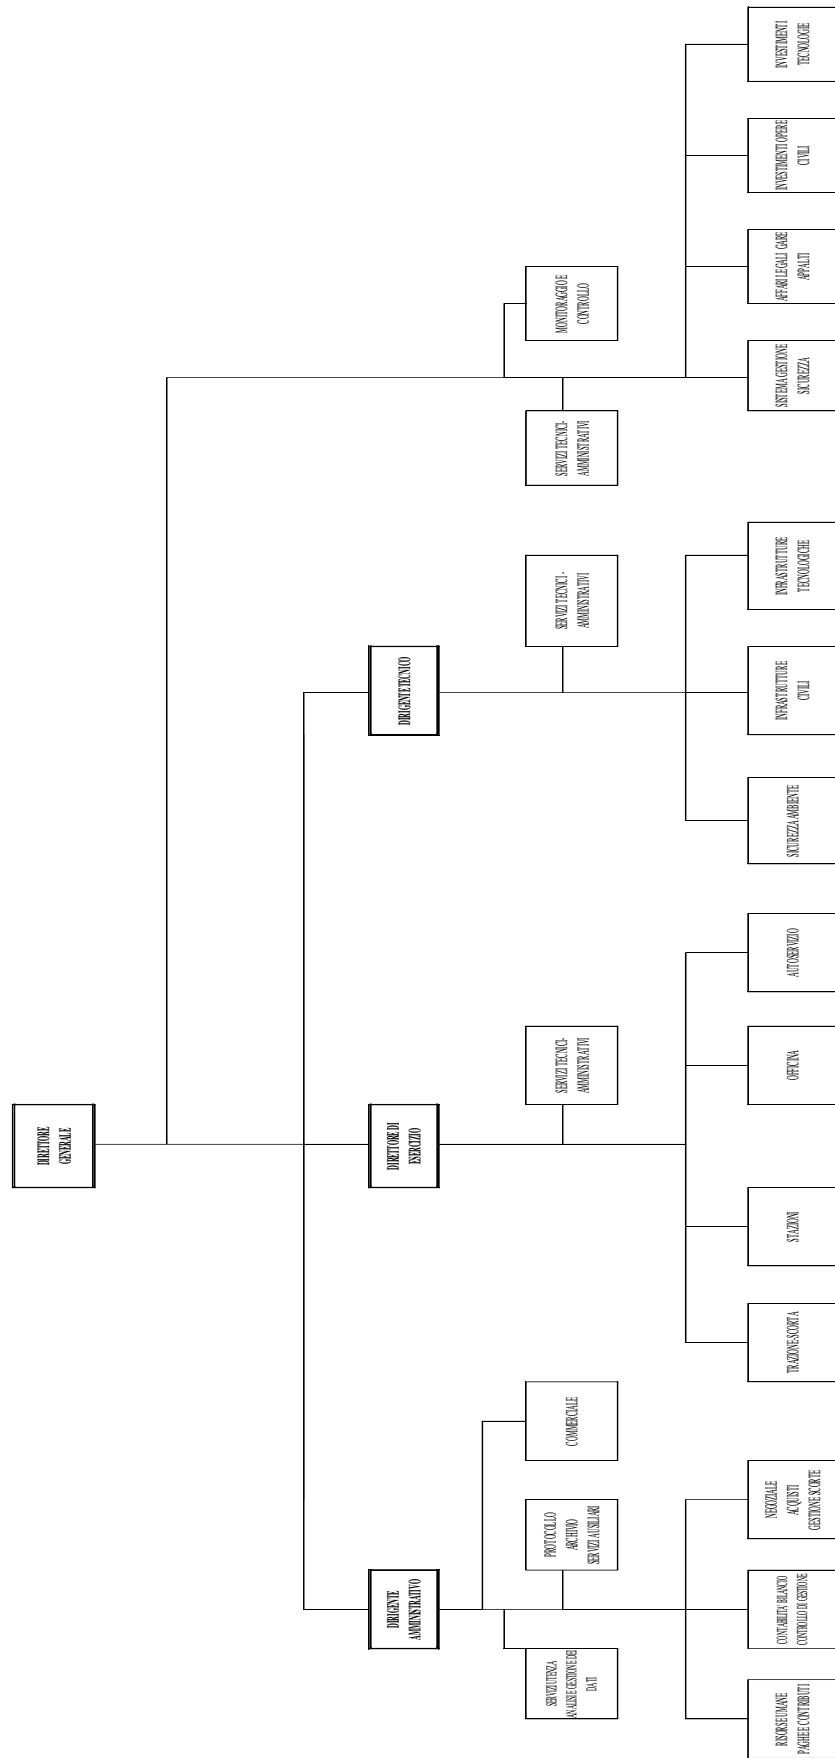 DIRETTORE
GENERALE
DIRIGENTE
AMMINISTRATIVO
DIRETTORE DI
ESERCIZIO
DIRIGENTE TECNICO
SERVIZI UTENZA
ANALISI E GESTIONE DEI
DATI
PROTOCOLLO
ARCHIVIO
SERVIZI AUSILIARI
COMMERCIALE
SERVIZI TECNICI-
AMMINISTRATIVI
SERVIZI TECNICI -
AMMINISTRATIVI
SERVIZI TECNICI-
AMMINISTRATIVI
MONITORAGGIO E
CONTROLLO
RISORSE UMANE
PAGHE E CONTRIBUTI
CONTABILITA' BILANCIO
CONTROLLO DI GESTIONE
NEGOZIALE
ACQUISTI
GESTIONE SCORTE
TRAZIONE-SCORTA
STAZIONI
OFFICINA
AUTOSERVIZIO
SICUREZZA AMBIENTE
INFRASTRUTTURE
CIVILI
INFRASTRUTTURE
TECNOLOGICHE
SISTEMA GESTIONE
SICUREZZA
AFFARI LEGALI GARE
APPALTI
INVESTIMENTI OPERE
CIVILI
INVESTIMENTI
TECNOLOGIE